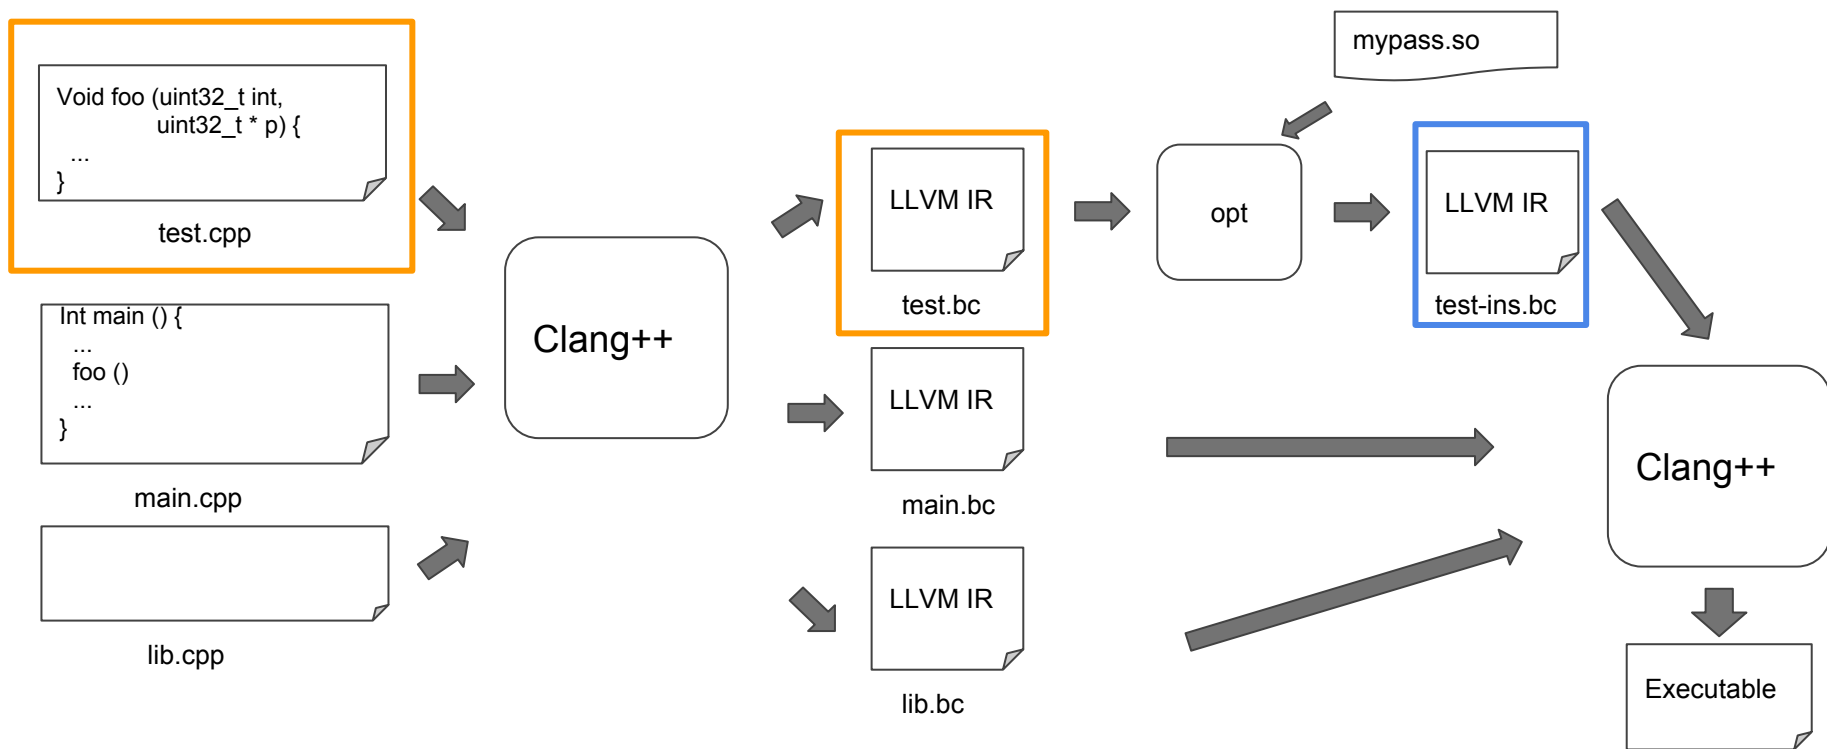 Void foo (uint32_t int,
uint32_t * p) {
...
}
test.cpp
Int main () {
...
foo ()
...
}
main.cpp
lib.cpp
Clang++
LLVM IR
test.bc
LLVM IR
main.bc
LLVM IR
lib.bc
mypass.so
opt
LLVM IR
test-ins.bc
Clang++
Executable